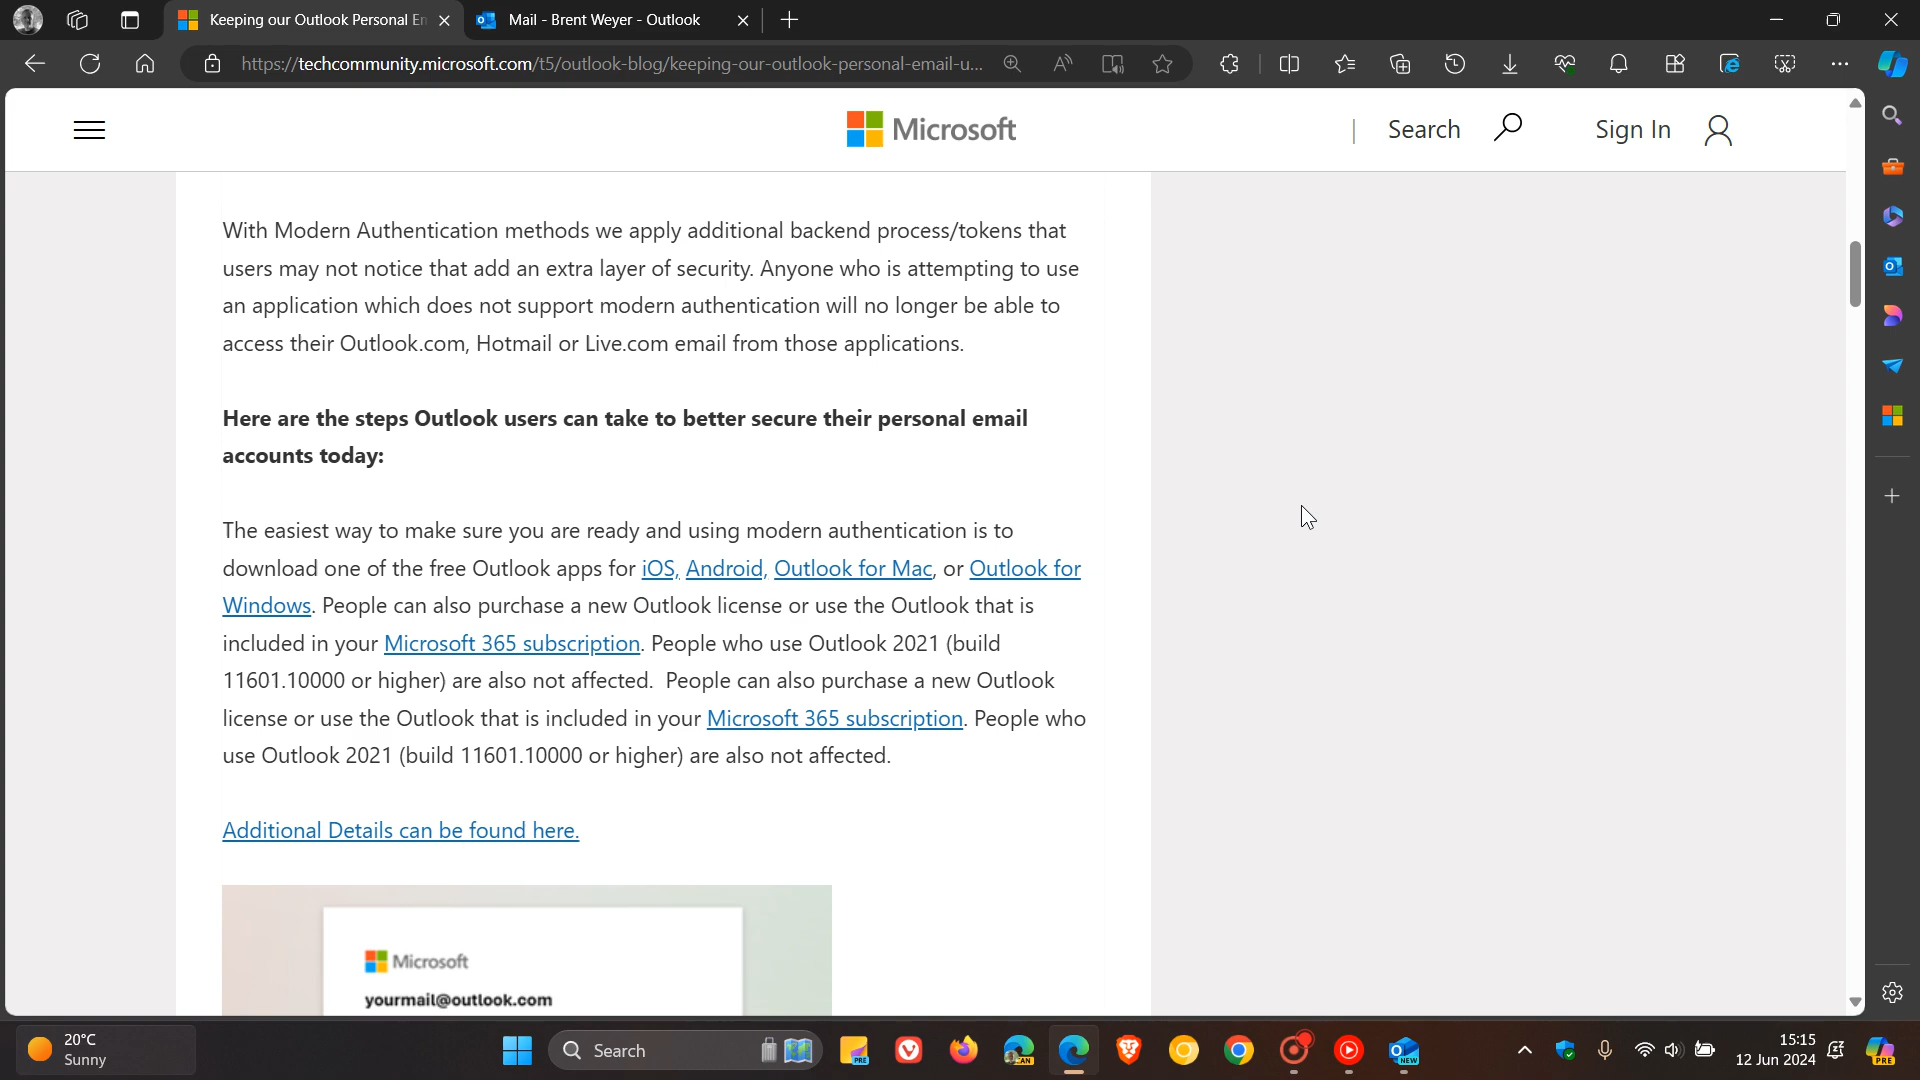 Keeping our Outlook Personal En
Mail - Brent Weyer - Outlook
https://techcommunity.microsoft.com/t5/outlook-blog/keeping-our-outlook-personal-email-u...
Microsoft
Search
Sign In
With Modern Authentication methods we apply additional backend process/tokens that
users may not notice that add an extra layer of security. Anyone who is attempting to use
an application which does not support modern authentication will no longer be able to
access their Outlook.com, Hotmail or Live.com email from those applications.
Here are the steps Outlook users can take to better secure their personal email
accounts today:
The easiest way to make sure you are ready and using modern authentication is to
download one of the free Outlook apps for iOS, Android, Outlook for Mac, or Outlook for
Windows. People can also purchase a new Outlook license or use the Outlook that is
included in your Microsoft 365 subscription. People who use Outlook 2021 (build
11601.10000 or higher) are also not affected.  People can also purchase a new Outlook
license or use the Outlook that is included in your Microsoft 365 subscription. People who
use Outlook 2021 (build 11601.10000 or higher) are also not affected.
Additional Details can be found here.
Microsoft
yourmail@outlook.com
20°C
Sunny
Search
PRE
CAN
NEW
15:15
12 Jun 2024
PRE